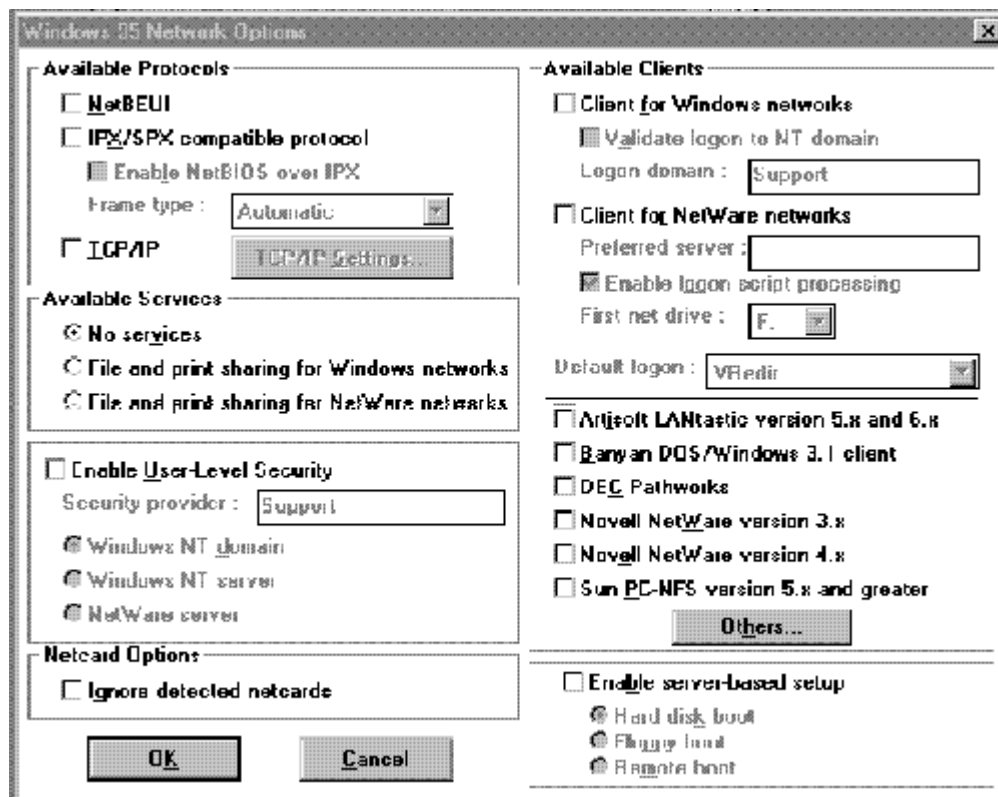 Windows 95 Network Options
Available Protocols
NetBEUI
IPX/SPX compatible protocol
Enable NetBIOS over IPX
Frame type :
Automatic
TCP/IP
TCP/IP Settings...
Available Services
No services
File and print sharing for Windows networks
File and print sharing for NetWare networks
Enable User-Level Security
Security provider :
Support
Windows NT domain
Windows NT server
NetWare server
Netcard Options
Ignore detected netcards
OK
Cancel
Available Clients
Client for Windows networks
Validate logon to NT domain
Logon domain :
Support
Client for NetWare networks
Preferred server :
Enable logon script processing
First net drive :
F:
Default logon :
VRedir
Artisoft LANtastic version 5.x and 6.x
Banyan DOS/Windows 3.1 client
DEC Pathworks
Novell NetWare version 3.x
Novell NetWare version 4.x
Sun PC-NFS version 5.x and greater
Others...
Enable server-based setup
Hard disk boot
Floppy boot
Remote boot